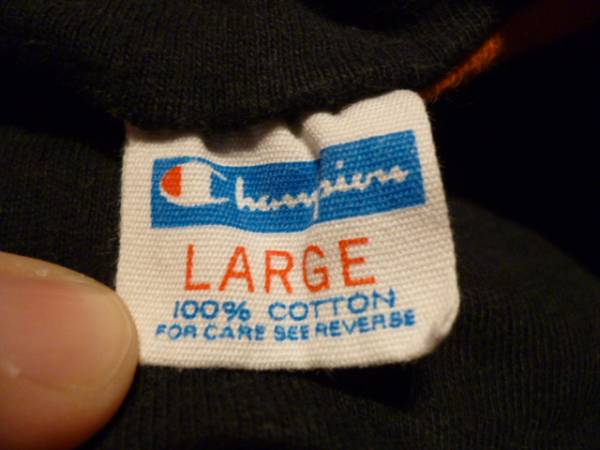 Champion
LARGE
100% COTTON
FOR CARE SEE REVERSE